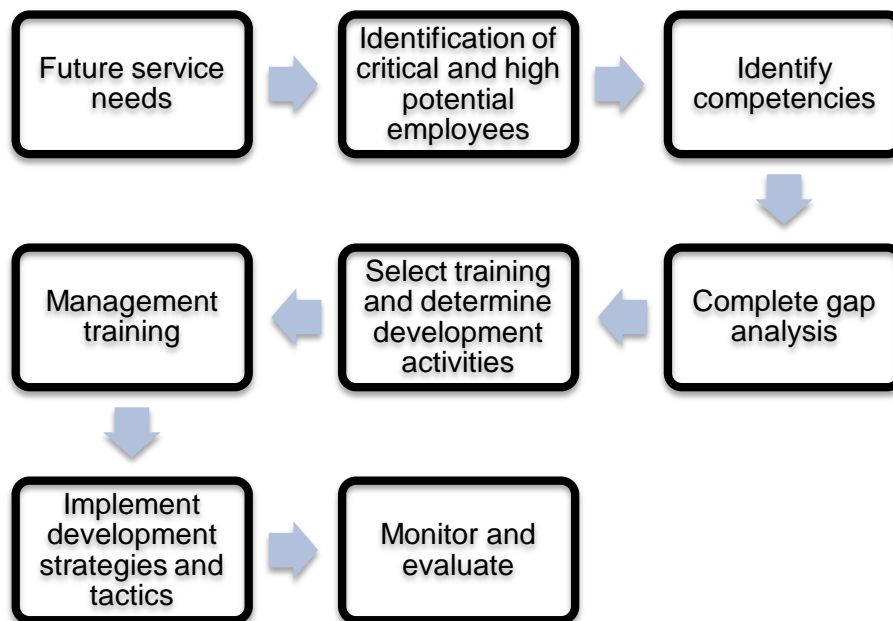 Future service
needs
Identification of
critical and high
potential
employees
Identify
competencies
Complete gap
analysis
Select training
and determine
development
activities
Management
training
Implement
development
strategies and
tactics
Monitor and
evaluate